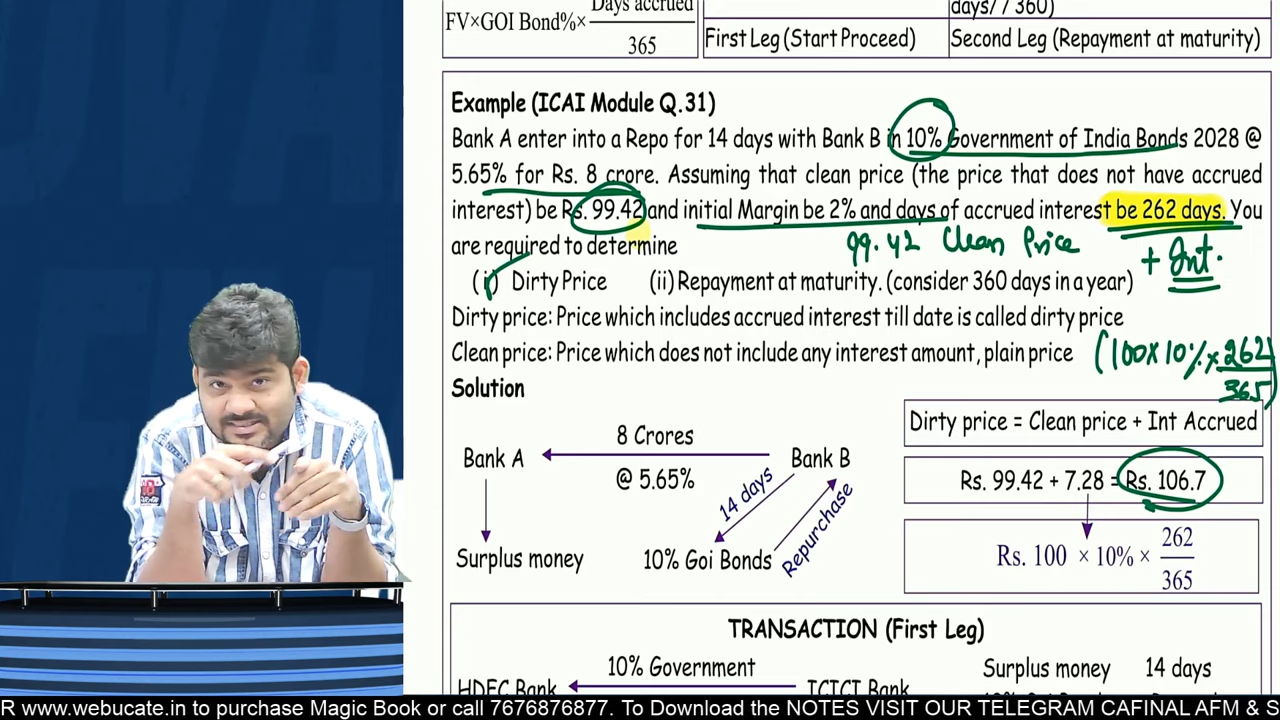 Days accrued
FV×GOI Bond%×
365
days/ / 360)
First Leg (Start Proceed)
Second Leg (Repayment at maturity)
Example (ICAI Module Q.31)
Bank A enter into a Repo for 14 days with Bank B in 10% Government of India Bonds 2028 @
5.65% for Rs. 8 crore. Assuming that clean price (the price that does not have accrued
interest) be Rs. 99.42 and initial Margin be 2% and days of accrued interest be 262 days. You
are required to determine
99.42 Clean Price
+ Int.
(i) Dirty Price (ii) Repayment at maturity. (consider 360 days in a year)
Dirty price: Price which includes accrued interest till date is called dirty price
Clean price: Price which does not include any interest amount, plain price
(100×10%×262
365)
Solution
Dirty price = Clean price + Int Accrued
8 Crores
Bank A
Bank B
@ 5.65%
14 days
Rs. 99.42 + 7.28 = Rs. 106.7
Repurchase
Surplus money
10% Goi Bonds
Rs. 100 × 10% × 262
365
TRANSACTION (First Leg)
10% Government
Surplus money 14 days
HDFC Bank
ICICI Bank
R www.webucate.in to purchase Magic Book or call 7676876877. To Download the NOTES VISIT OUR TELEGRAM CAFINAL AFM & S